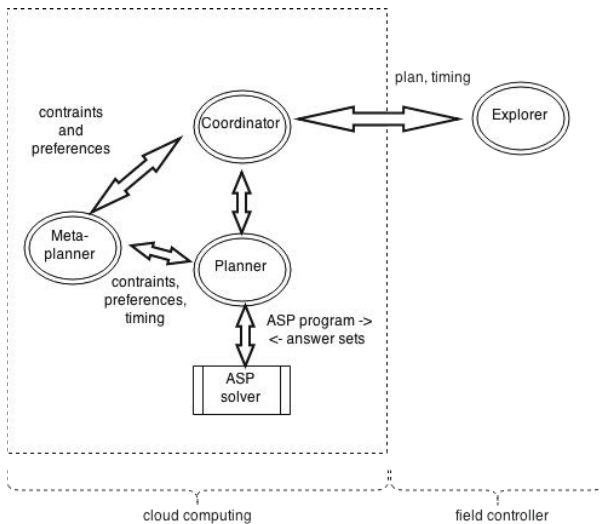 plan, timing
contraints
and
preferences
Coordinator
Explorer
Meta-
planner
Planner
contraints,
preferences,
timing
ASP program ->
<- answer sets
ASP
solver
cloud computing
field controller